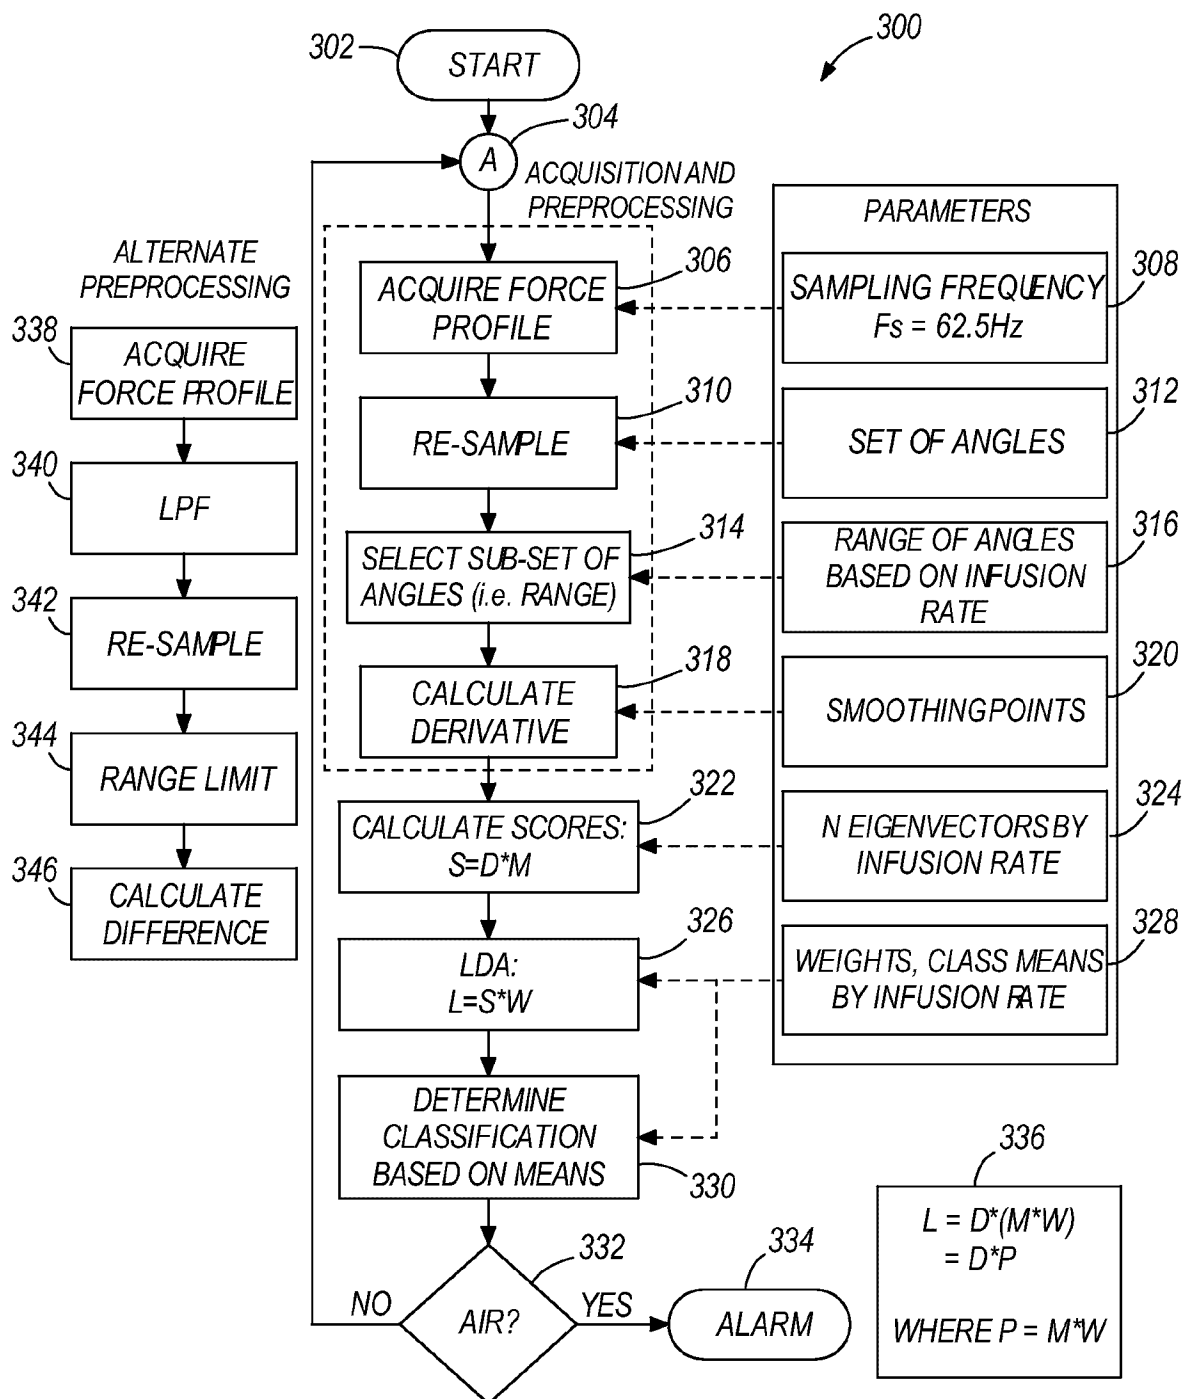 300
302
START
304
A
ACQUISITION AND
PREPROCESSING
306
ACQUIRE FORCE
PROFILE
310
RE-SAMPLE
314
SELECT SUB-SET OF
ANGLES (i.e. RANGE)
318
CALCULATE
DERIVATIVE
322
CALCULATE SCORES:
S=D*M
326
LDA:
L=S*W
DETERMINE
CLASSIFICATION
BASED ON MEANS
330
332
AIR?
NO
YES
334
ALARM
ALTERNATE
PREPROCESSING
338
ACQUIRE
FORCE PROFILE
340
LPF
342
RE-SAMPLE
344
RANGE LIMIT
346
CALCULATE
DIFFERENCE
PARAMETERS
308
SAMPLING FREQUENCY
Fs = 62.5Hz
312
SET OF ANGLES
316
RANGE OF ANGLES
BASED ON INFUSION
RATE
320
SMOOTHING POINTS
324
N EIGENVECTORS BY
INFUSION RATE
328
WEIGHTS, CLASS MEANS
BY INFUSION RATE
336
L = D*(M*W)
= D*P
WHERE P = M*W